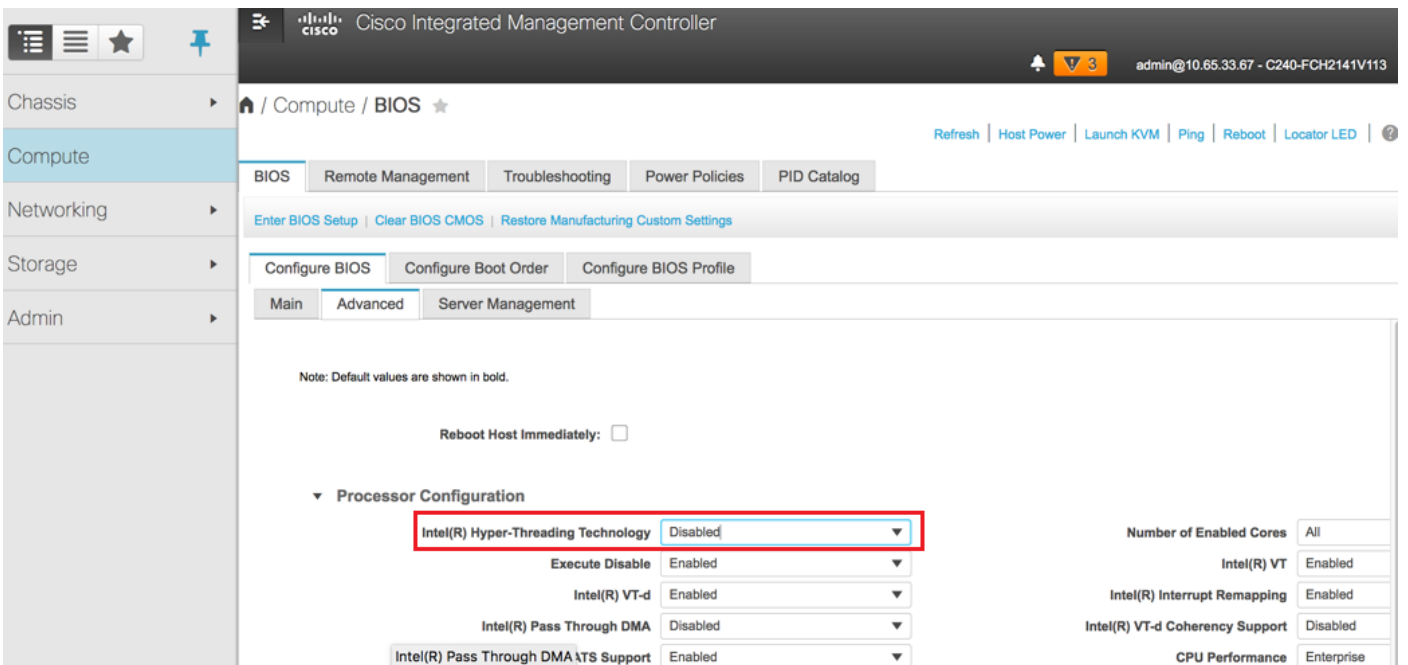 cisco
Cisco Integrated Management Controller
3
admin@10.65.33.67 - C240-FCH2141V113
Chassis
Compute
Networking
Storage
Admin
/ Compute / BIOS
Refresh | Host Power | Launch KVM | Ping | Reboot | Locator LED | ?
BIOS Remote Management Troubleshooting Power Policies PID Catalog
Enter BIOS Setup | Clear BIOS CMOS | Restore Manufacturing Custom Settings
Configure BIOS Configure Boot Order Configure BIOS Profile
Main Advanced Server Management
Note: Default values are shown in bold.
Reboot Host Immediately:
Processor Configuration
Intel(R) Hyper-Threading Technology Disabled Number of Enabled Cores All
Execute Disable Enabled Intel(R) VT Enabled
Intel(R) VT-d Enabled Intel(R) Interrupt Remapping Enabled
Intel(R) Pass Through DMA Disabled Intel(R) VT-d Coherency Support Disabled
Intel(R) Pass Through DMA ATS Support Enabled CPU Performance Enterprise